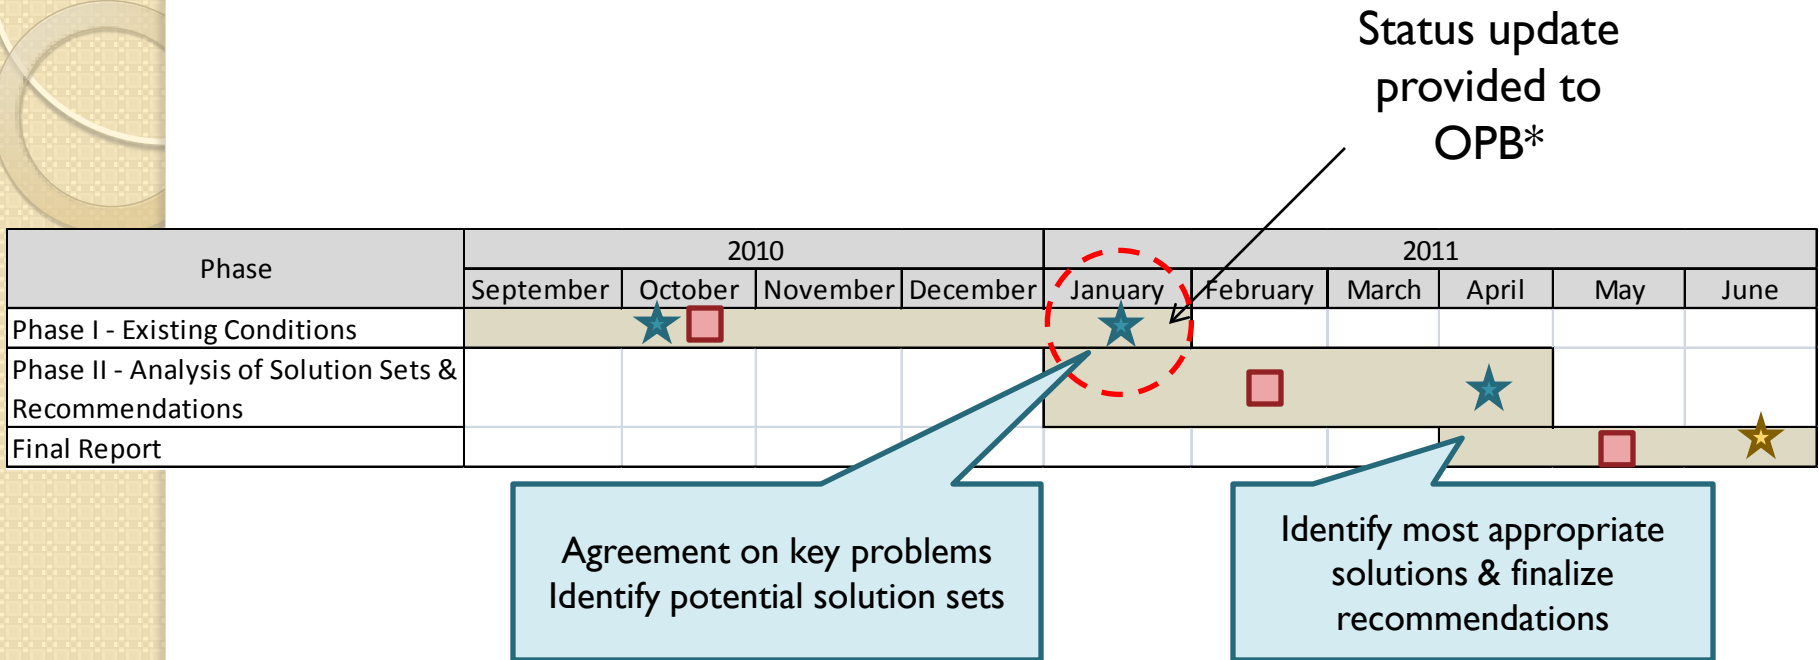 Status update
provided to
OPB*
Phase
2010
2011
September
October
November
December
January
February
March
April
May
June
Phase I - Existing Conditions
Phase II - Analysis of Solution Sets &
Recommendations
Final Report
Agreement on key problems
Identify potential solution sets
Identify most appropriate
solutions & finalize
recommendations